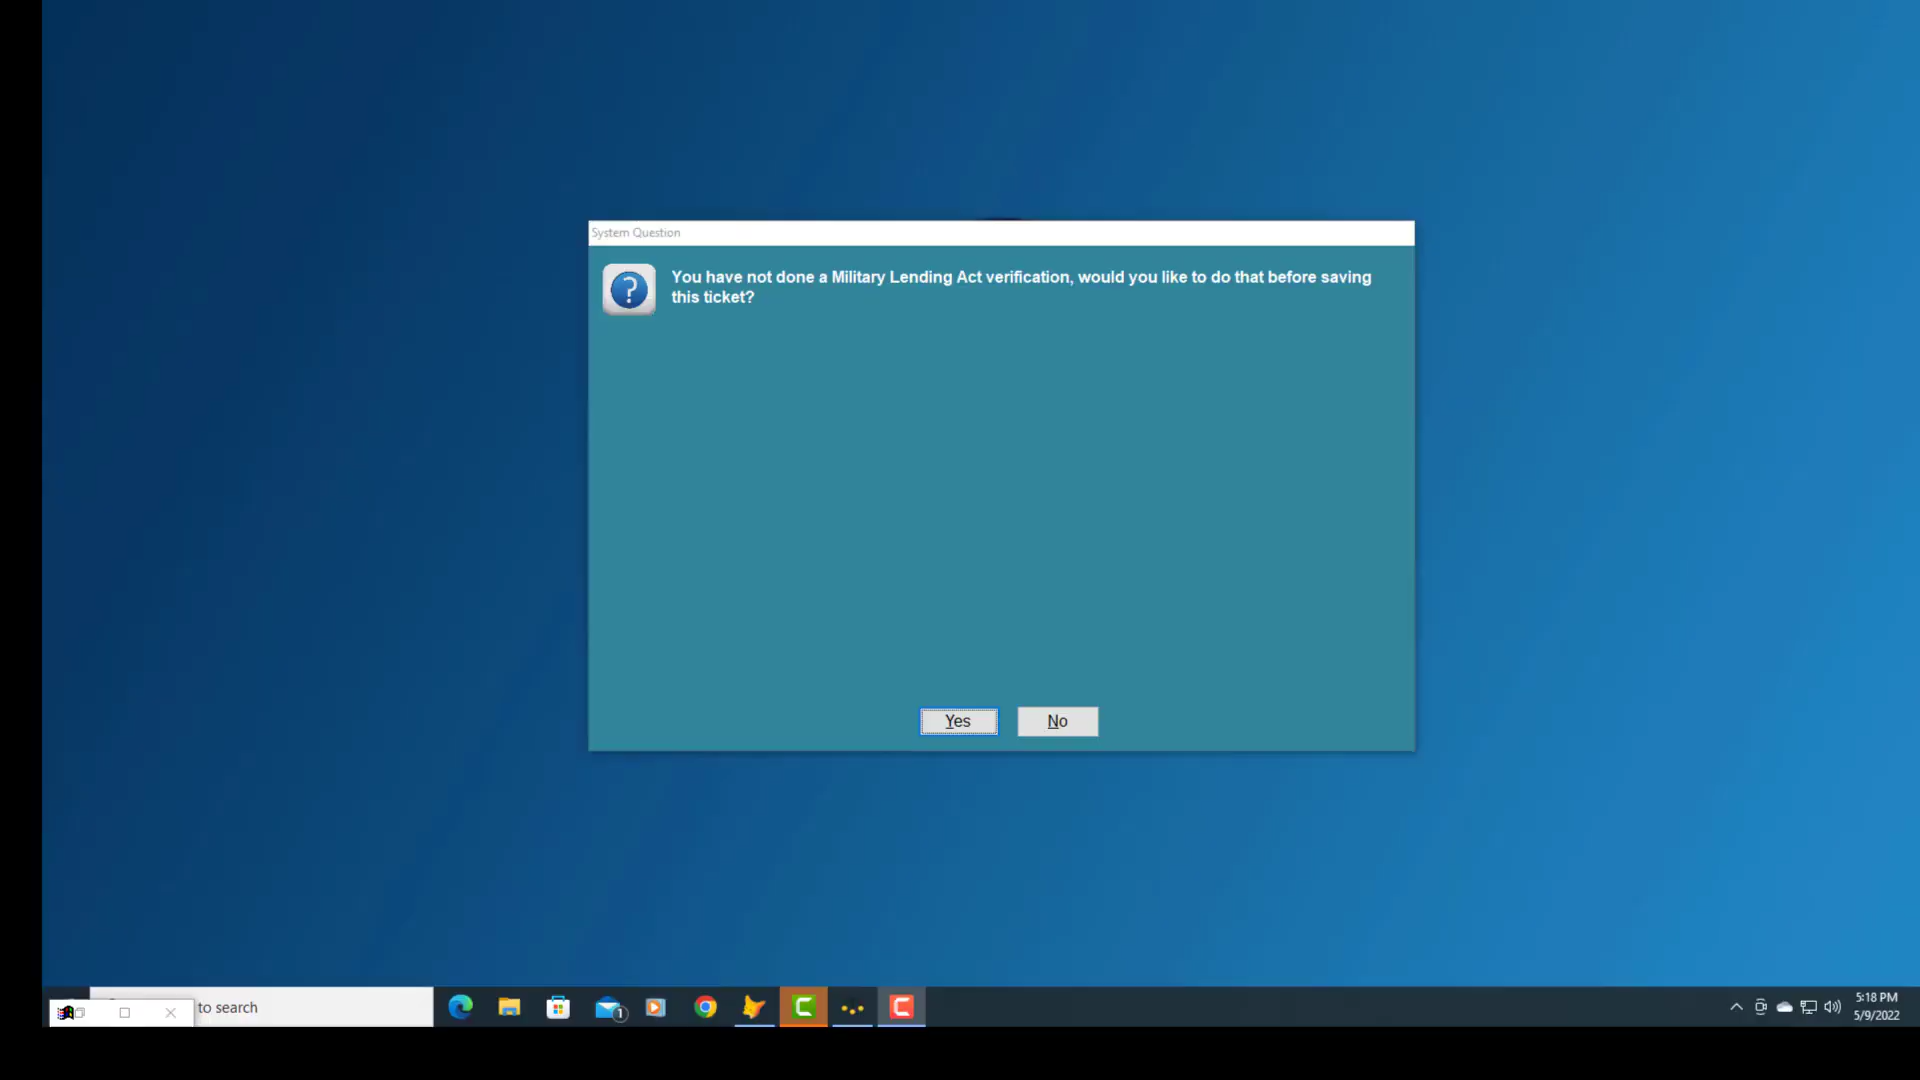 System Question
You have not done a Military Lending Act verification, would you like to do that before saving
this ticket?
Yes
No
to search
1
5:18 PM
5/9/2022